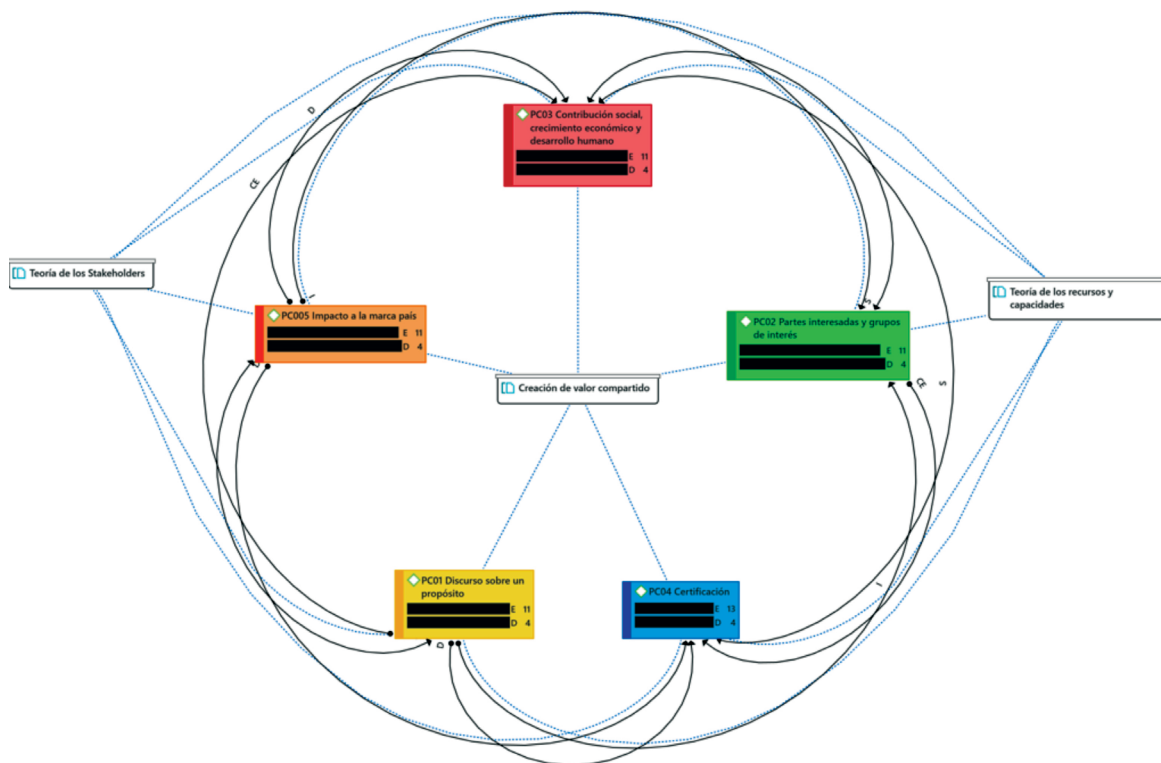 D
PC03 Contribución social,
crecimiento económico y
desarrollo humano
E 11
D 4
CE
Teoría de los Stakeholders
Teoría de los recursos y
capacidades
I
S
PC005 Impacto a la marca país
E 11
D 4
PC02 Partes interesadas y grupos
de interés
E 11
D 4
Creación de valor compartido
CE
S
PC01 Discurso sobre un
propósito
E 11
D 4
PC04 Certificación
E 13
D 4
I
D